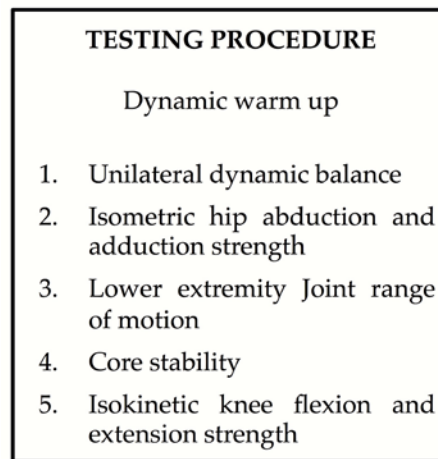 TESTING PROCEDURE
Dynamic warm up
1. Unilateral dynamic balance
2. Isometric hip abduction and
adduction strength
3. Lower extremity Joint range
of motion
4. Core stability
5. Isokinetic knee flexion and
extension strength